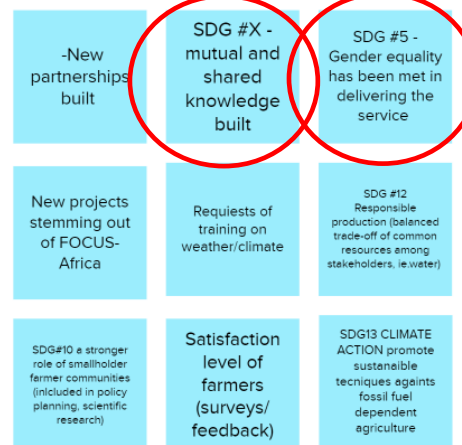 -New
partnerships
built
SDG #X -
mutual and
shared
knowledge
built
SDG #5 -
Gender equality
has been met in
delivering the
service
New projects
stemming out
of FOCUS-
Africa
Requiests of
training on
weather/climate
SDG #12
Responsible
production (balanced
trade-off of common
resources among
stakeholders, ie.water)
SDG#10 a stronger
role of smallholder
farmer communities
(inlcluded in policy
planning, scientific
research)
Satisfaction
level of
farmers
(surveys/
feedback)
SDG13 CLIMATE
ACTION promote
sustanaible
tecniques againts
fossil fuel
dependent
agriculture